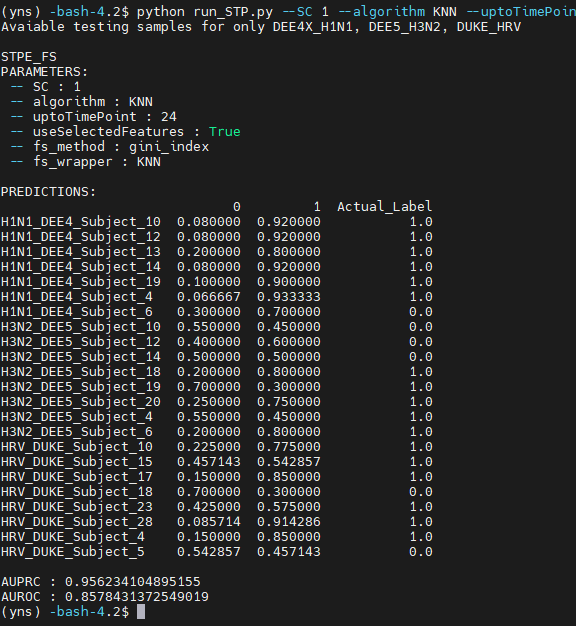 (yns) -bash-4.2$ python run_STP.py --SC 1 --algorithm KNN --uptoTimePoin
Avaiable testing samples for only DEE4X_H1N1, DEE5_H3N2, DUKE_HRV
STPE_FS
PARAMETERS:
-- SC : 1
-- algorithm : KNN
-- uptoTimePoint : 24
-- useSelectedFeatures : True
-- fs_method : gini_index
-- fs_wrapper : KNN
PREDICTIONS:
0 1 Actual_Label
H1N1_DEE4_Subject_10 0.080000 0.920000 1.0
H1N1_DEE4_Subject_12 0.080000 0.920000 1.0
H1N1_DEE4_Subject_13 0.200000 0.800000 1.0
H1N1_DEE4_Subject_14 0.080000 0.920000 1.0
H1N1_DEE4_Subject_19 0.100000 0.900000 1.0
H1N1_DEE4_Subject_4 0.066667 0.933333 1.0
H1N1_DEE4_Subject_6 0.300000 0.700000 0.0
H3N2_DEE5_Subject_10 0.550000 0.450000 0.0
H3N2_DEE5_Subject_12 0.400000 0.600000 0.0
H3N2_DEE5_Subject_14 0.500000 0.500000 0.0
H3N2_DEE5_Subject_18 0.200000 0.800000 1.0
H3N2_DEE5_Subject_19 0.700000 0.300000 1.0
H3N2_DEE5_Subject_20 0.250000 0.750000 1.0
H3N2_DEE5_Subject_4 0.550000 0.450000 1.0
H3N2_DEE5_Subject_6 0.200000 0.800000 1.0
HRV_DUKE_Subject_10 0.225000 0.775000 1.0
HRV_DUKE_Subject_15 0.457143 0.542857 1.0
HRV_DUKE_Subject_17 0.150000 0.850000 1.0
HRV_DUKE_Subject_18 0.700000 0.300000 0.0
HRV_DUKE_Subject_23 0.425000 0.575000 1.0
HRV_DUKE_Subject_28 0.085714 0.914286 1.0
HRV_DUKE_Subject_4 0.150000 0.850000 1.0
HRV_DUKE_Subject_5 0.542857 0.457143 0.0
AUPRC : 0.956234104895155
AUROC : 0.8578431372549019
(yns) -bash-4.2$